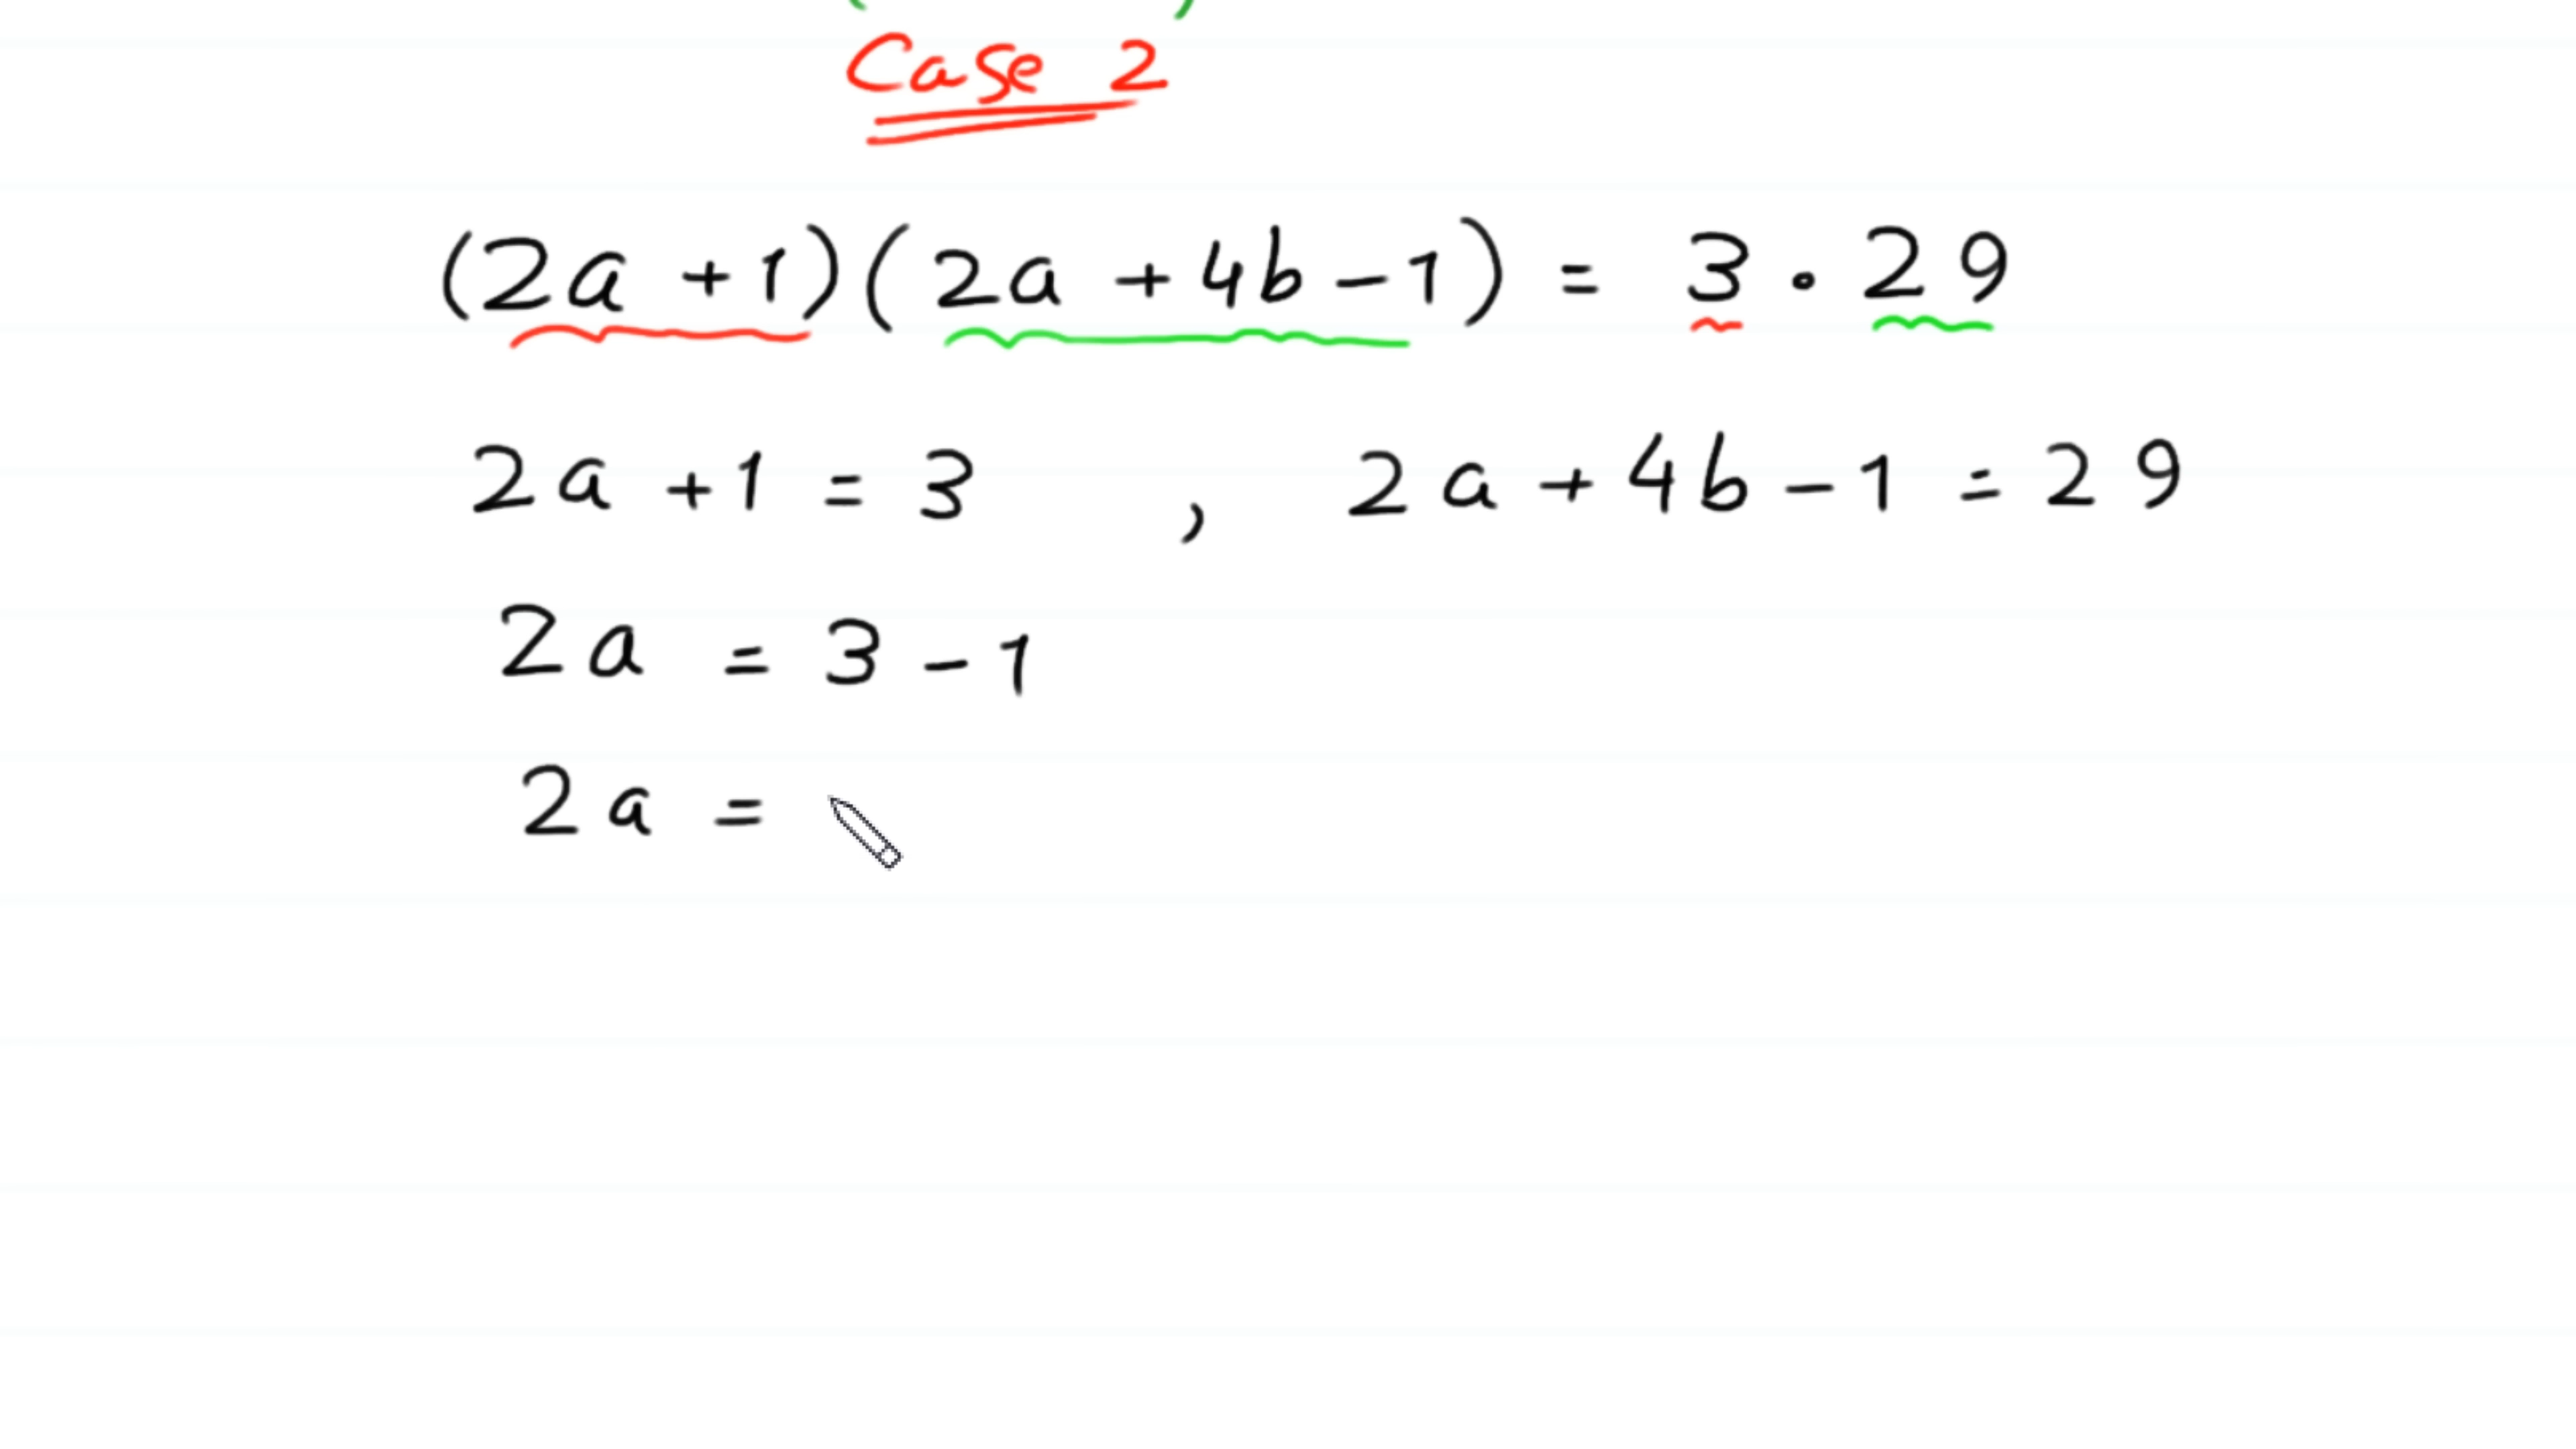 Case 2
(2a + 1)(2a + 4b - 1) = 3 · 29
2a + 1 = 3 , 2a + 4b - 1 = 29
2a = 3 - 1
2a =